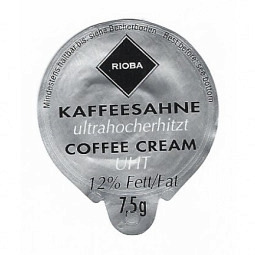 Mindestens haltbar bis: siehe Becherboden - Best before: see bottom
RIOBA
KAFFEESAHNE
ultrahocherhitzt
COFFEE CREAM
UHT
12% Fett/Fat
7,5g